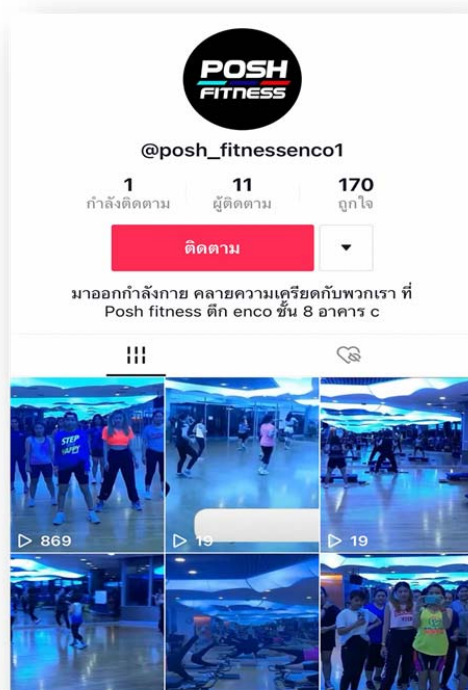 POSH
FITNESS
@posh_fitnessenco1
1 11 170
กำลังติดตาม ผู้ติดตาม ถูกใจ
ติดตาม
มาออกกำลังกาย คลายความเครียดกับพวกเรา ที่
Posh fitness ตึก enco ชั้น 8 อาคาร c
STEP
HAPPY
869 19 19